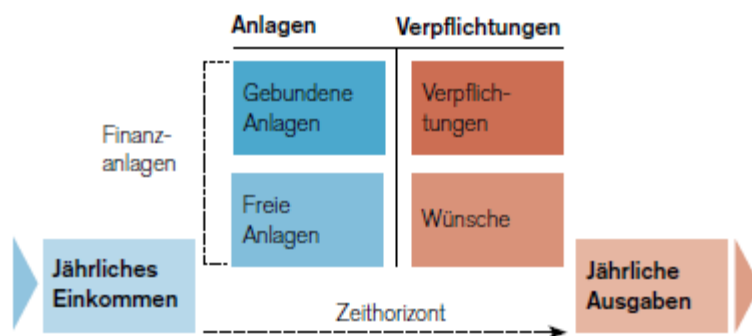 Anlagen
Verpflichtungen
Gebundene
Anlagen
Verpflich-
tungen
Finanz-
anlagen
Freie
Anlagen
Wünsche
Jährliches
Einkommen
Jährliche
Ausgaben
Zeithorizont